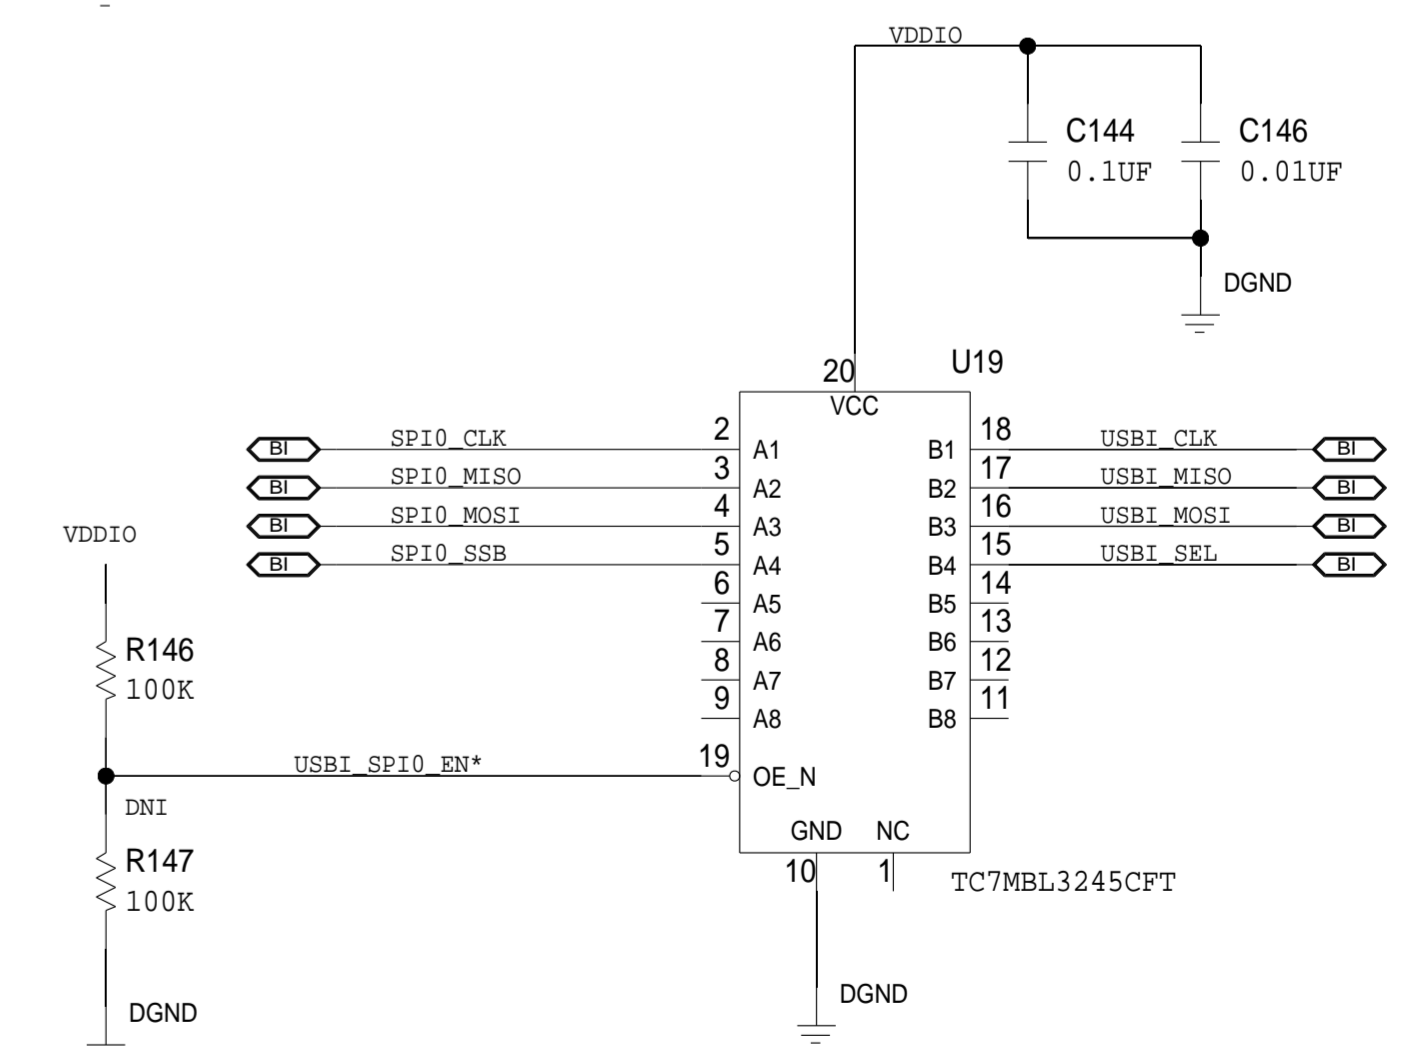 VDDIO
C144
0.1UF
C146
0.01UF
DGND
U19
20
VCC
BI SPI0_CLK 2 A1 B1 18 USBI_CLK BI
BI SPI0_MISO 3 A2 B2 17 USBI_MISO BI
BI SPI0_MOSI 4 A3 B3 16 USBI_MOSI BI
BI SPI0_SSB 5 A4 B4 15 USBI_SEL BI
6 A5 B5 14
7 A6 B6 13
8 A7 B7 12
9 A8 B8 11
VDDIO
R146
100K
USBI_SPI0_EN* 19 OE_N
DNI
R147
100K
DGND
GND NC
10 1
TC7MBL3245CFT
DGND